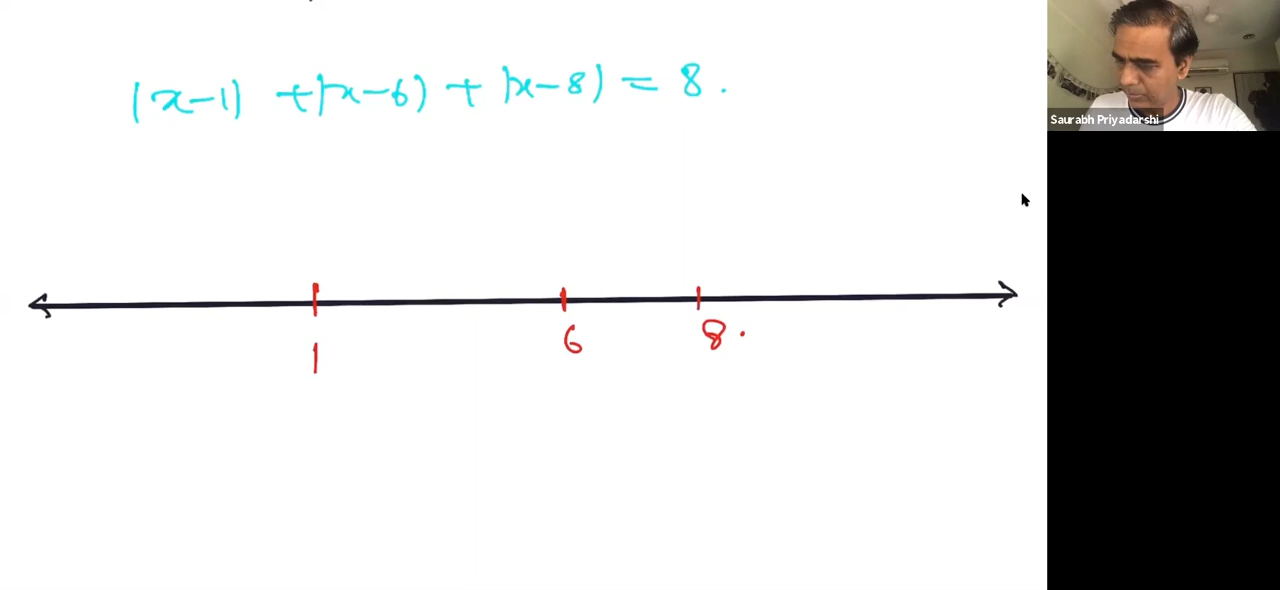 |x-1| + |x-6| + |x-8| = 8.
Saurabh Priyadarshi
1 6 8.